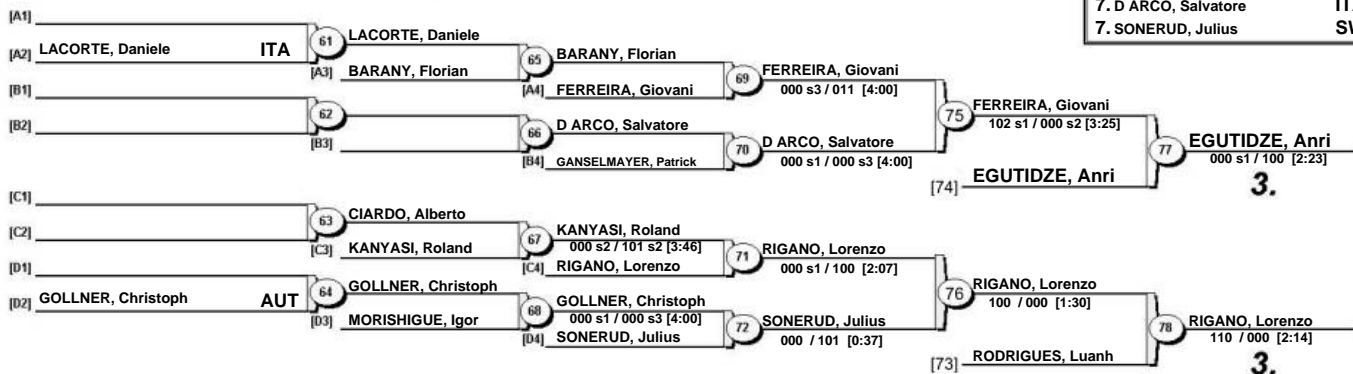 7. D ARCO, Salvatore IT
7. SONERUD, Julius SW
[A1]
[A2] LACORTE, Daniele ITA
61 LACORTE, Daniele
[A3] BARANY, Florian
65 BARANY, Florian
[A4] FERREIRA, Giovani
69 FERREIRA, Giovani
000 s3 / 011 [4:00]
[B1]
[B2]
62
[B3]
66 D ARCO, Salvatore
[B4] GANSELMAYER, Patrick
70 D ARCO, Salvatore
000 s1 / 000 s3 [4:00]
75 FERREIRA, Giovani
102 s1 / 000 s2 [3:25]
[74] EGUTIDZE, Anri
77 EGUTIDZE, Anri
000 s1 / 100 [2:23]
3.
[C1]
[C2]
63 CIARDO, Alberto
[C3] KANYASI, Roland
67 KANYASI, Roland
000 s2 / 101 s2 [3:46]
[C4] RIGANO, Lorenzo
71 RIGANO, Lorenzo
000 s1 / 100 [2:07]
[D1]
[D2] GOLLNER, Christoph AUT
64 GOLLNER, Christoph
[D3] MORISHIGUE, Igor
68 GOLLNER, Christoph
000 s1 / 000 s3 [4:00]
[D4] SONERUD, Julius
72 SONERUD, Julius
000 / 101 [0:37]
76 RIGANO, Lorenzo
100 / 000 [1:30]
[73] RODRIGUES, Luanh
78 RIGANO, Lorenzo
110 / 000 [2:14]
3.